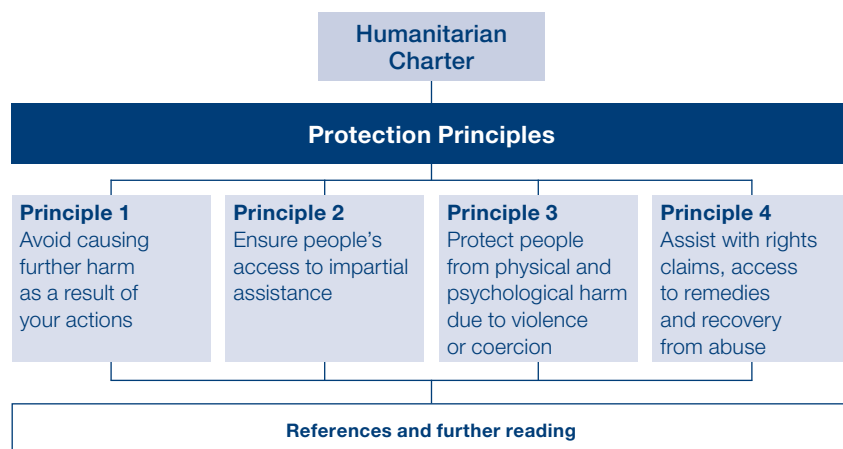 Humanitarian
Charter
Protection Principles
Principle 1
Avoid causing
further harm
as a result of
your actions
Principle 2
Ensure people’s
access to impartial
assistance
Principle 3
Protect people
from physical and
psychological harm
due to violence
or coercion
Principle 4
Assist with rights
claims, access
to remedies
and recovery
from abuse
References and further reading